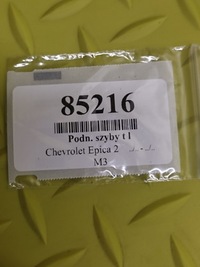 85216
Podn. szyby t l
Chevrolet Epica 2 ../.. - ../..
M3